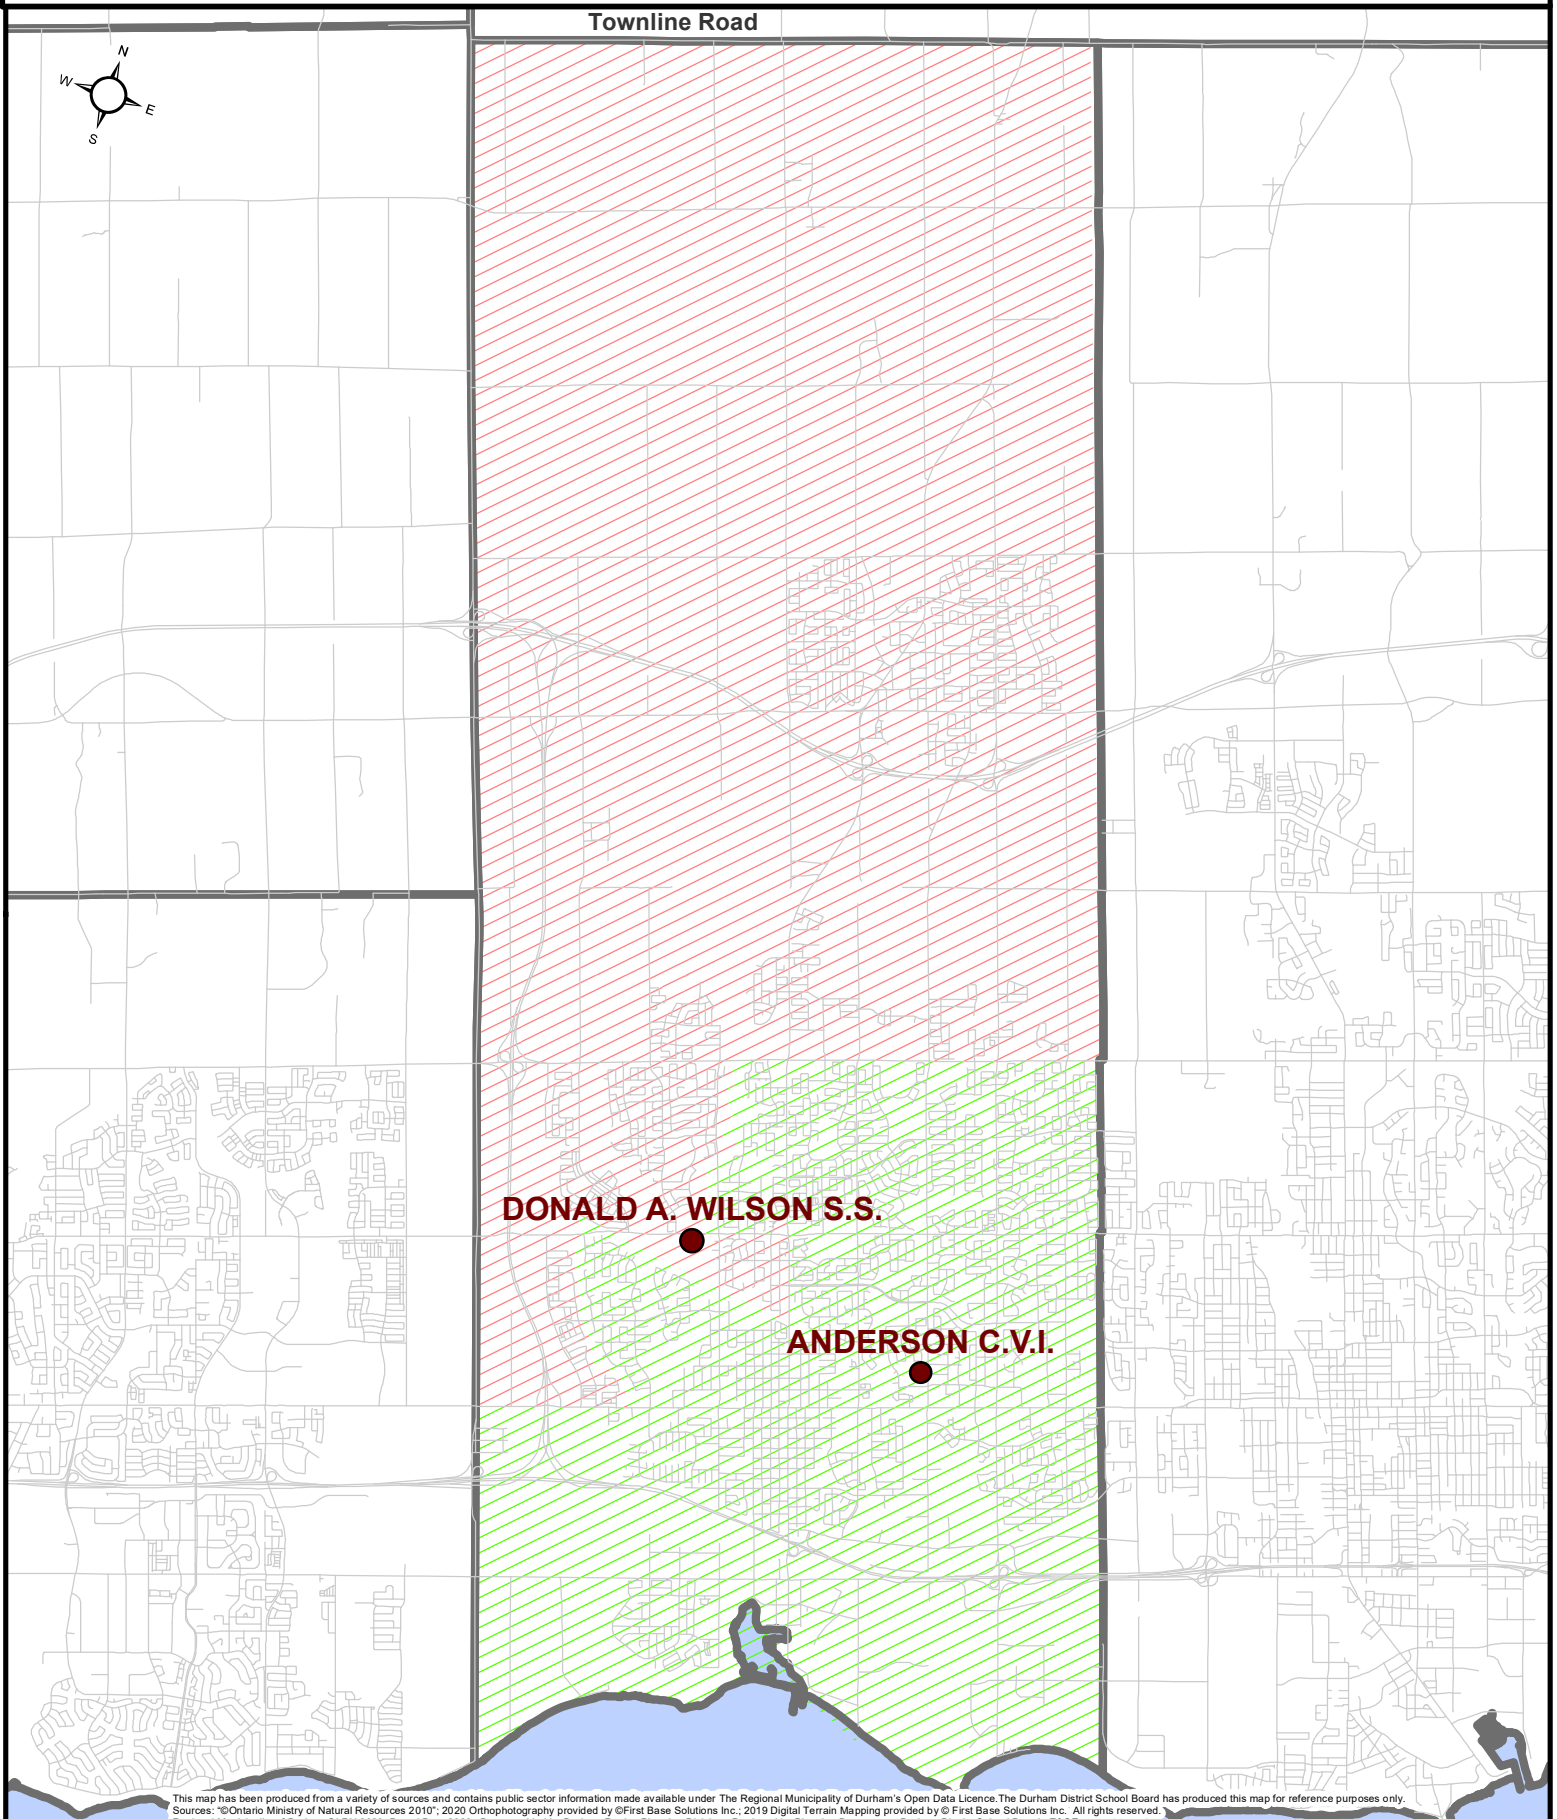 Townline Road
N
W
E
S
DONALD A. WILSON S.S.
ANDERSON C.V.I.
This map has been produced from a variety of sources and contains public sector information made available under The Regional Municipality of Durham's Open Data Licence.The Durham District School Board has produced this map for reference purposes only.
Sources: "©Ontario Ministry of Natural Resources 2010"; 2020 Orthophotography provided by ©First Base Solutions Inc.; 2019 Digital Terrain Mapping provided by © First Base Solutions Inc. All rights reserved.